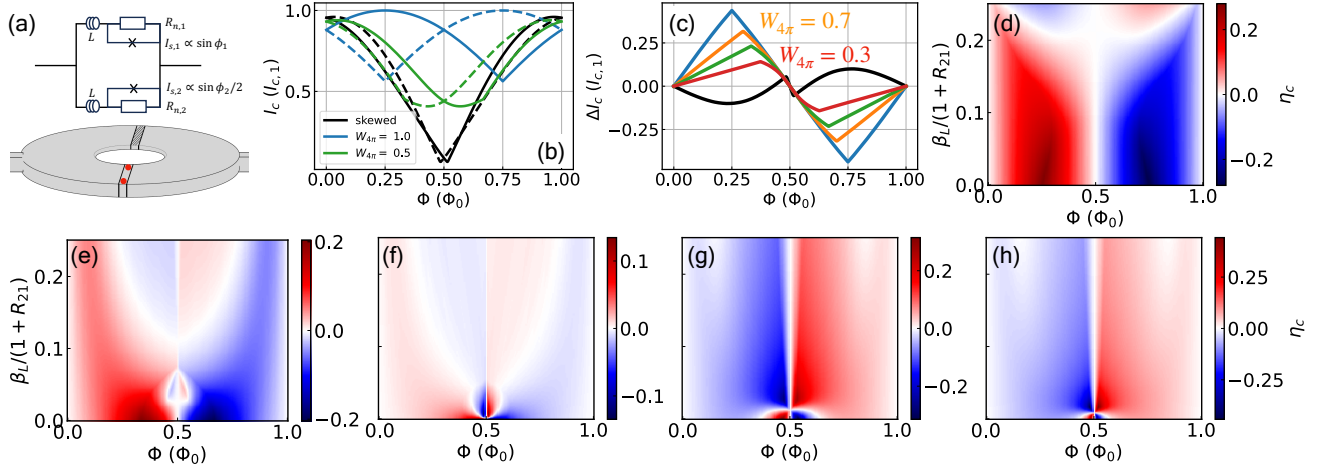 (a)
R_{n,1}
L
I_{s,1} ∝ sin ϕ_1
I_{s,2} ∝ sin ϕ_2/2
L
R_{n,2}
I_c (I_{c,1})
1.0
0.5
skewed
W_{4π} = 1.0
W_{4π} = 0.5
(b)
0.00 0.25 0.50 0.75 1.00
Φ (Φ_0)
(c)
ΔI_c (I_{c,1})
0.25
0.00
−0.25
W_{4π} = 0.7
W_{4π} = 0.3
0.00 0.25 0.50 0.75 1.00
Φ (Φ_0)
(d)
β_L/(1 + R_{21})
0.2
0.1
0.0
0.0 0.5 1.0
Φ (Φ_0)
0.2
0.0
−0.2
η_c
(e)
β_L/(1 + R_{21})
0.2
0.1
0.0
0.0 0.5 1.0
Φ (Φ_0)
0.2
0.0
−0.2
(f)
0.0 0.5 1.0
Φ (Φ_0)
0.1
0.0
−0.1
(g)
0.0 0.5 1.0
Φ (Φ_0)
0.2
0.0
−0.2
(h)
0.0 0.5 1.0
Φ (Φ_0)
0.25
0.00
−0.25
η_c